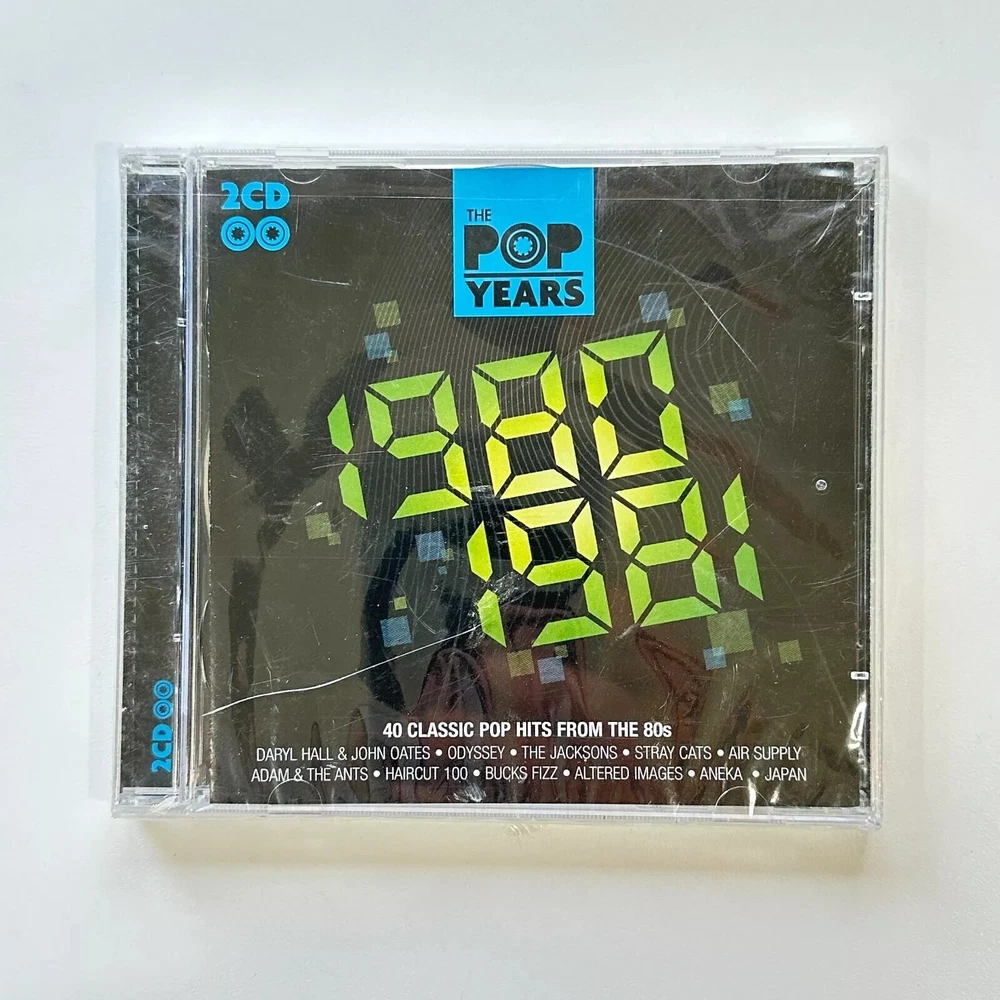 2CD
THE
POP
YEARS
1980
1981
40 CLASSIC POP HITS FROM THE 80s
DARYL HALL & JOHN OATES • ODYSSEY • THE JACKSONS • STRAY CATS • AIR SUPPLY
ADAM & THE ANTS • HAIRCUT 100 • BUCKS FIZZ • ALTERED IMAGES • ANEKA • JAPAN
2CD